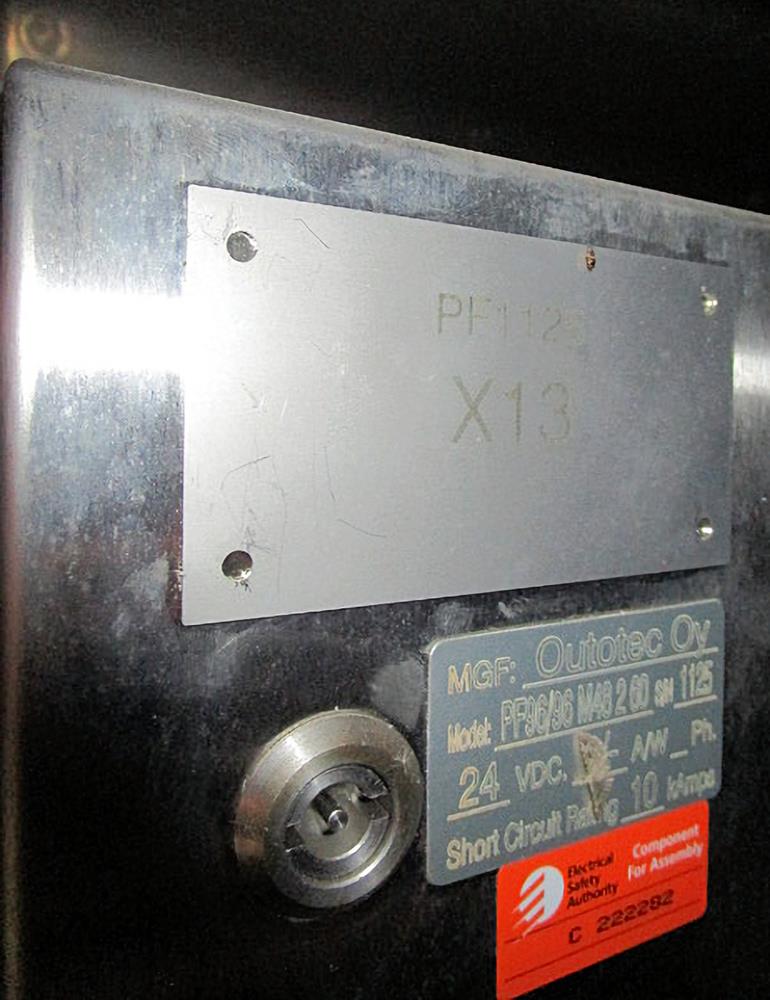 PF1125
X13
MGF: Outotec Oy
Model: PF96/96 M48 2 60 SN 1125
24 VDC. A/W _ Ph.
Short Circuit Rating 10 kAmps
Electrical
Safety
Authority
Component
For Assembly
C 222282